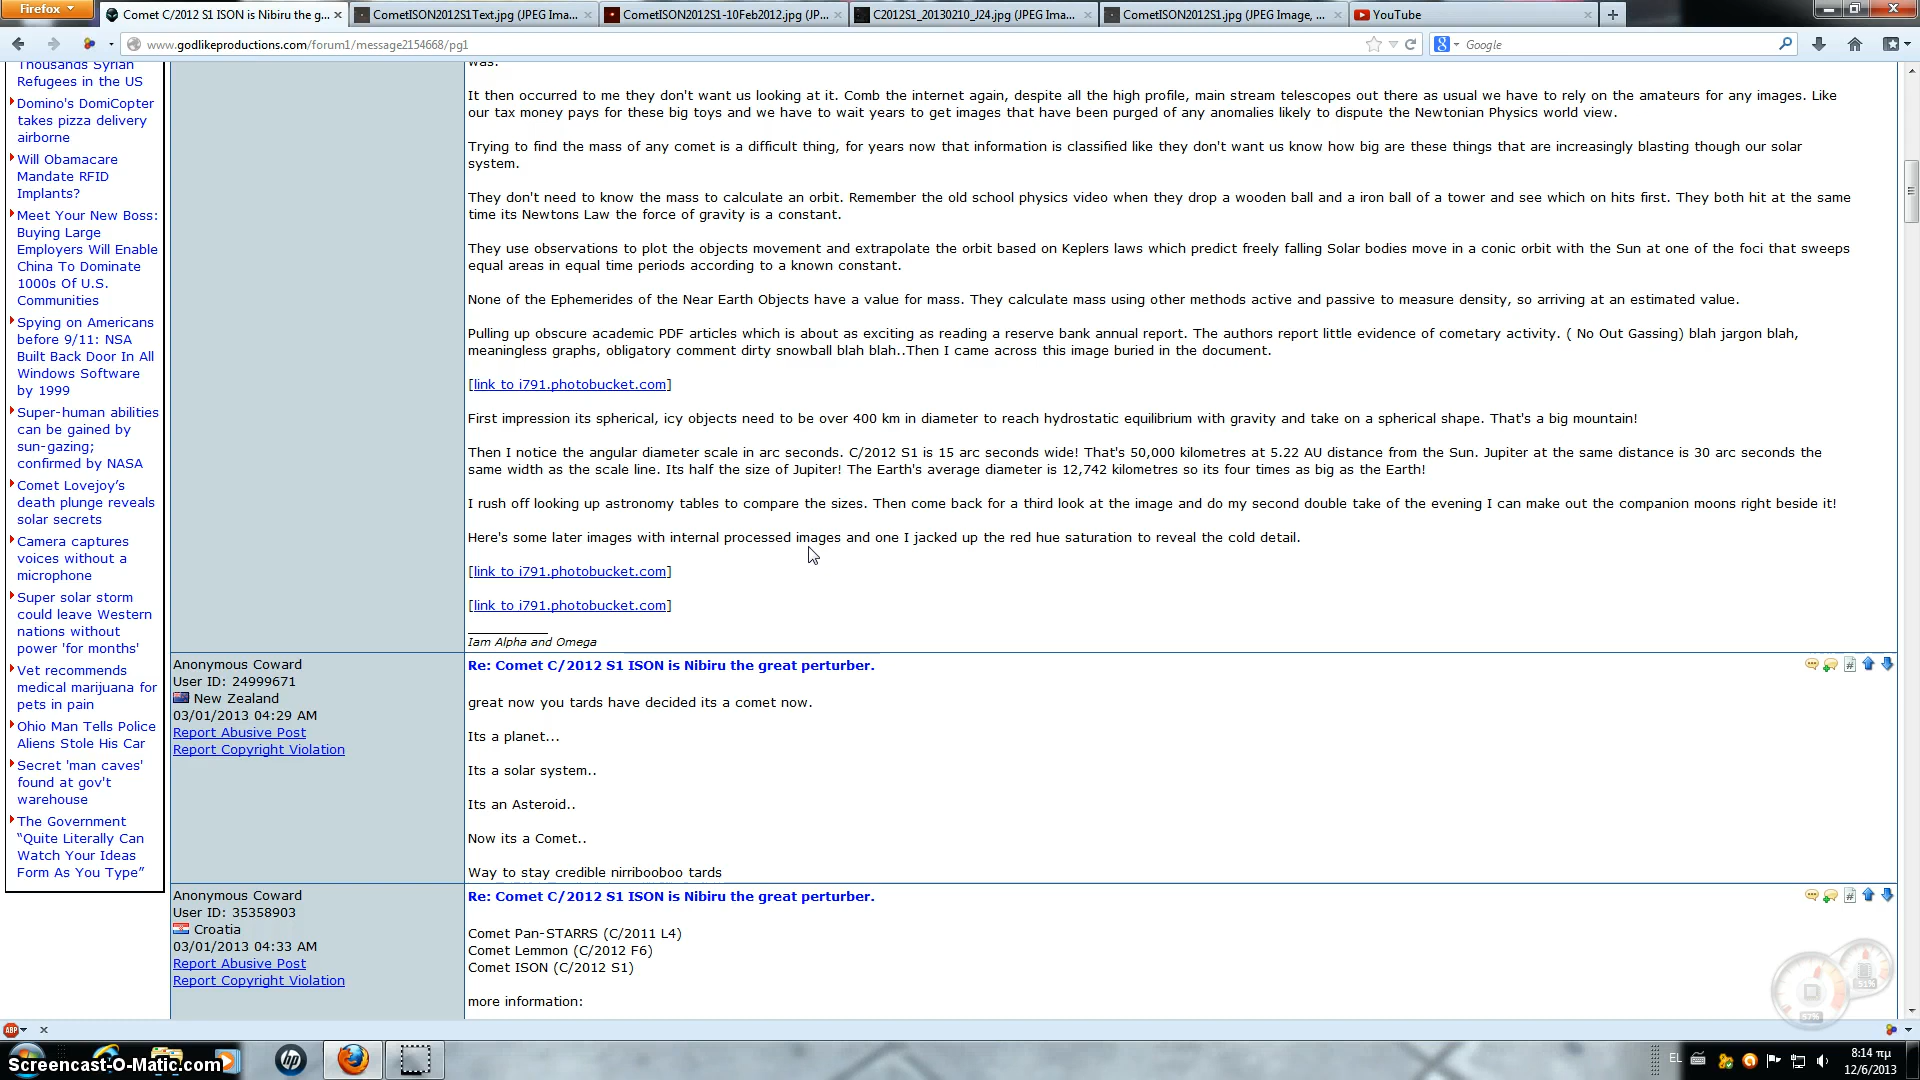 Firefox
Comet C/2012 S1 ISON is Nibiru the g...
CometISON2012S1Text.jpg (JPEG Ima...
CometISON2012S1-10Feb2012.jpg (JP...
C2012S1_20130210_J24.jpg (JPEG Ima...
CometISON2012S1.jpg (JPEG Image, ...
YouTube
www.godlikeproductions.com/forum1/message2154668/pg1
Google
Thousands Syrian
Refugees in the US
Domino's DomiCopter
takes pizza delivery
airborne
Will Obamacare
Mandate RFID
Implants?
Meet Your New Boss:
Buying Large
Employers Will Enable
China To Dominate
1000s Of U.S.
Communities
Spying on Americans
before 9/11: NSA
Built Back Door In All
Windows Software
by 1999
Super-human abilities
can be gained by
sun-gazing;
confirmed by NASA
Comet Lovejoy's
death plunge reveals
solar secrets
Camera captures
voices without a
microphone
Super solar storm
could leave Western
nations without
power 'for months'
Vet recommends
medical marijuana for
pets in pain
Ohio Man Tells Police
Aliens Stole His Car
Secret 'man caves'
found at gov't
warehouse
The Government
“Quite Literally Can
Watch Your Ideas
Form As You Type”
was.
It then occurred to me they don't want us looking at it. Comb the internet again, despite all the high profile, main stream telescopes out there as usual we have to rely on the amateurs for any images. Like
our tax money pays for these big toys and we have to wait years to get images that have been purged of any anomalies likely to dispute the Newtonian Physics world view.
Trying to find the mass of any comet is a difficult thing, for years now that information is classified like they don't want us know how big are these things that are increasingly blasting though our solar
system.
They don't need to know the mass to calculate an orbit. Remember the old school physics video when they drop a wooden ball and a iron ball of a tower and see which on hits first. They both hit at the same
time its Newtons Law the force of gravity is a constant.
They use observations to plot the objects movement and extrapolate the orbit based on Keplers laws which predict freely falling Solar bodies move in a conic orbit with the Sun at one of the foci that sweeps
equal areas in equal time periods according to a known constant.
None of the Ephemerides of the Near Earth Objects have a value for mass. They calculate mass using other methods active and passive to measure density, so arriving at an estimated value.
Pulling up obscure academic PDF articles which is about as exciting as reading a reserve bank annual report. The authors report little evidence of cometary activity. ( No Out Gassing) blah jargon blah,
meaningless graphs, obligatory comment dirty snowball blah blah..Then I came across this image buried in the document.
[link to i791.photobucket.com]
First impression its spherical, icy objects need to be over 400 km in diameter to reach hydrostatic equilibrium with gravity and take on a spherical shape. That's a big mountain!
Then I notice the angular diameter scale in arc seconds. C/2012 S1 is 15 arc seconds wide! That's 50,000 kilometres at 5.22 AU distance from the Sun. Jupiter at the same distance is 30 arc seconds the
same width as the scale line. Its half the size of Jupiter! The Earth's average diameter is 12,742 kilometres so its four times as big as the Earth!
I rush off looking up astronomy tables to compare the sizes. Then come back for a third look at the image and do my second double take of the evening I can make out the companion moons right beside it!
Here's some later images with internal processed images and one I jacked up the red hue saturation to reveal the cold detail.
[link to i791.photobucket.com]
[link to i791.photobucket.com]
Iam Alpha and Omega
Anonymous Coward
User ID: 24999671
New Zealand
03/01/2013 04:29 AM
Report Abusive Post
Report Copyright Violation
Re: Comet C/2012 S1 ISON is Nibiru the great perturber.
great now you tards have decided its a comet now.
Its a planet...
Its a solar system..
Its an Asteroid..
Now its a Comet..
Way to stay credible nirribooboo tards
Anonymous Coward
User ID: 35358903
Croatia
03/01/2013 04:33 AM
Report Abusive Post
Report Copyright Violation
Re: Comet C/2012 S1 ISON is Nibiru the great perturber.
Comet Pan-STARRS (C/2011 L4)
Comet Lemmon (C/2012 F6)
Comet ISON (C/2012 S1)
more information:
51%
57%
ABP
Screencast-O-Matic.com
hp
EL
8:14 πμ
12/6/2013